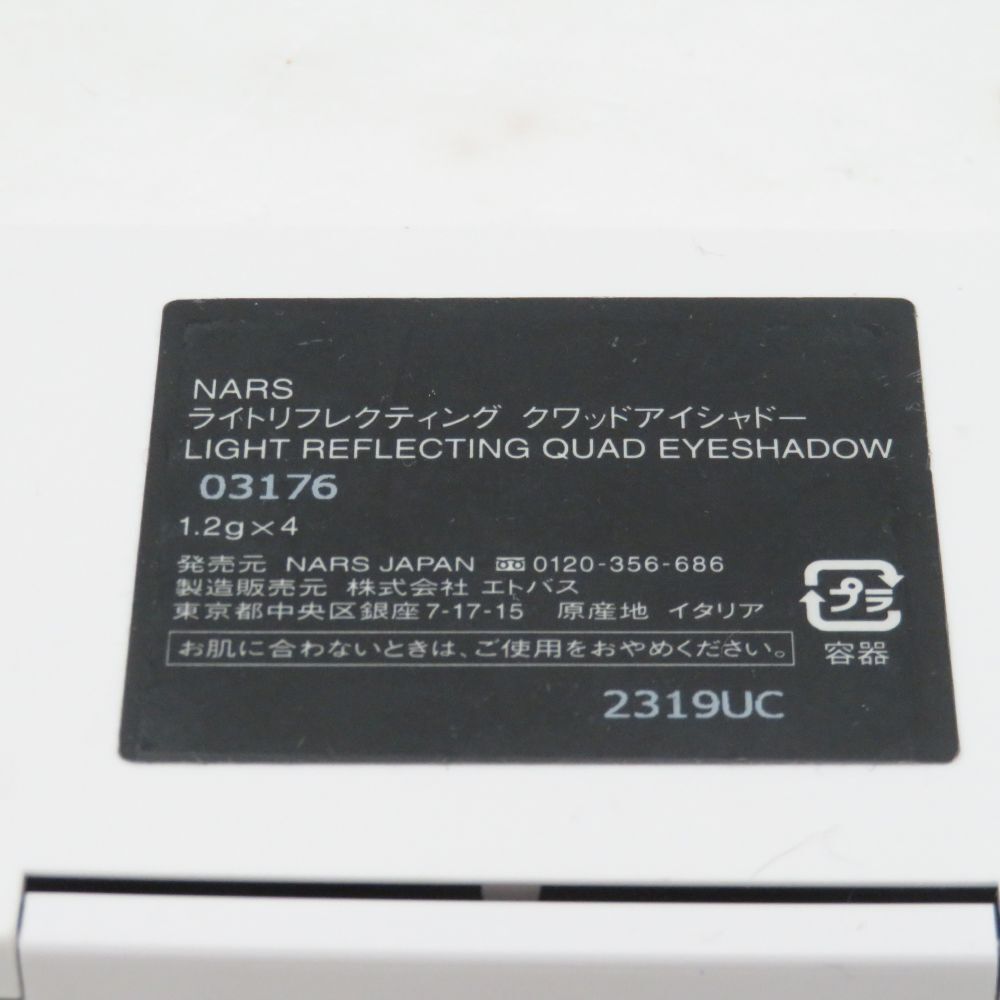 NARS
ライトリフレクティング クワッドアイシャドー
LIGHT REFLECTING QUAD EYESHADOW
03176
1.2g×4
発売元 NARS JAPAN 0120-356-686
製造販売元 株式会社 エトバス
東京都中央区銀座7-17-15 原産地 イタリア
お肌に合わないときは、ご使用をおやめください。
プラ
容器
2319UC